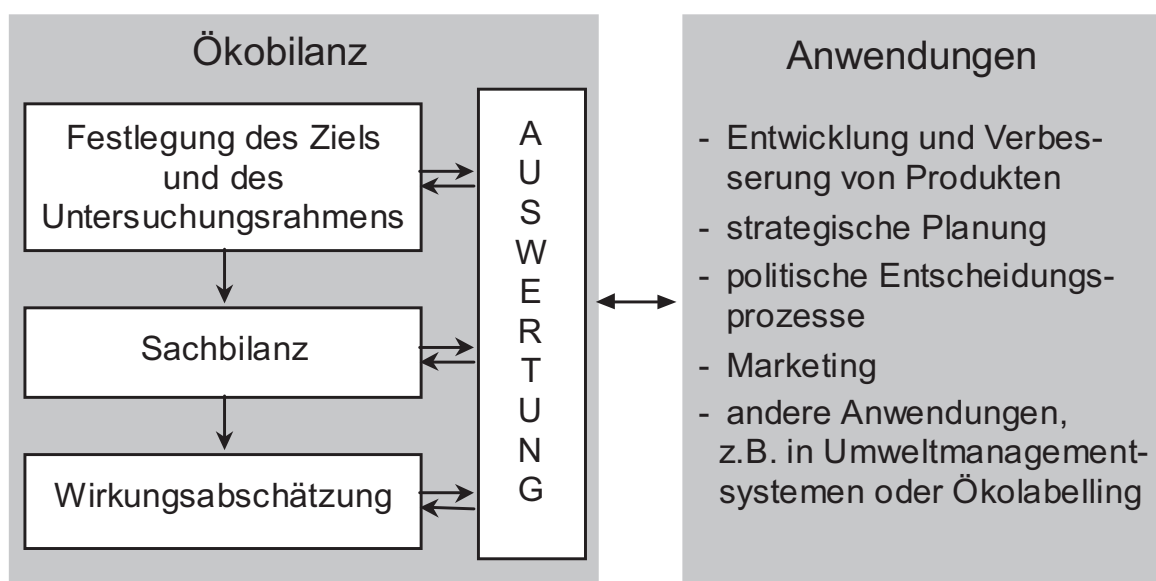 Ökobilanz
Festlegung des Ziels
und des
Untersuchungsrahmens
Sachbilanz
Wirkungsabschätzung
A
U
S
W
E
R
T
U
N
G
Anwendungen
- Entwicklung und Verbes-
serung von Produkten
- strategische Planung
- politische Entscheidungs-
prozesse
- Marketing
- andere Anwendungen,
z.B. in Umweltmanagement-
systemen oder Ökolabelling